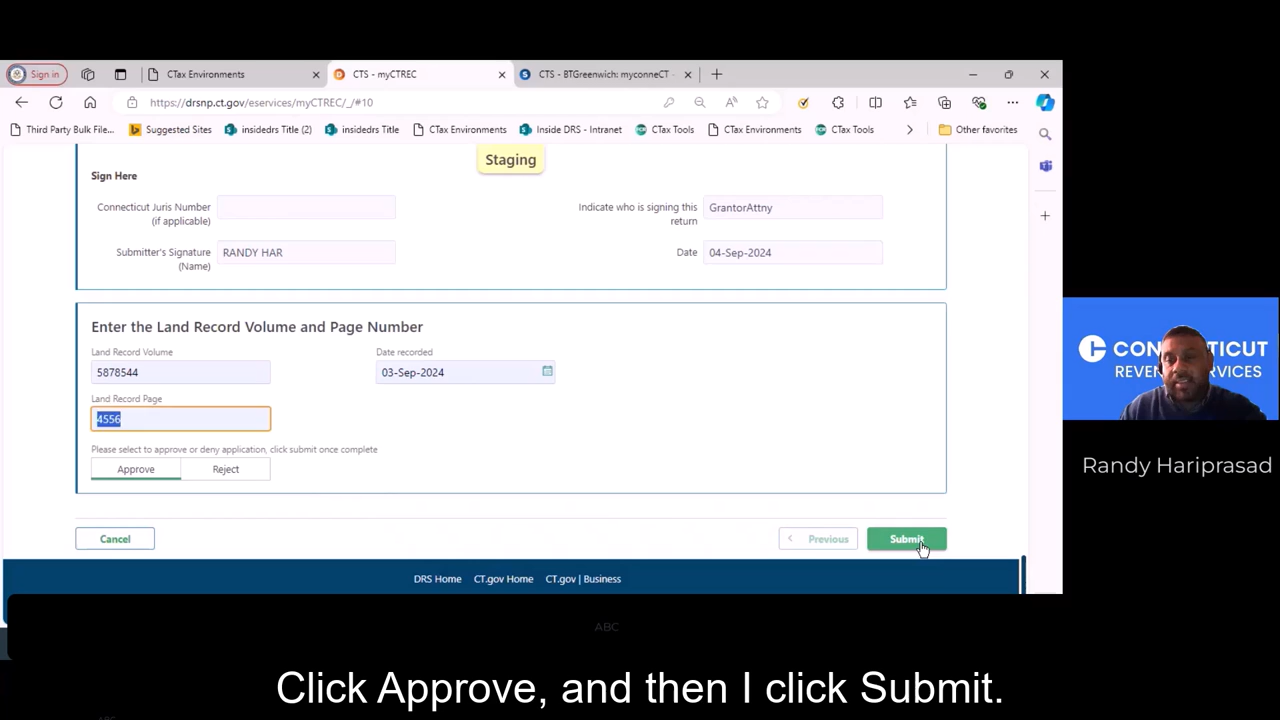 Sign in
CTax Environments
CTS - myCTREC
CTS - BTGreenwich: myconneCT -
https://drsnp.ct.gov/eservices/myCTREC/_/#10
Third Party Bulk File...
Suggested Sites
insidedrs Title (2)
insidedrs Title
CTax Environments
Inside DRS - Intranet
CTax Tools
CTax Environments
CTax Tools
Other favorites
Staging
Sign Here
Connecticut Juris Number
(if applicable)
Indicate who is signing this
return
GrantorAttny
Submitter's Signature
(Name)
RANDY HAR
Date
04-Sep-2024
Enter the Land Record Volume and Page Number
Land Record Volume
Date recorded
5878544
03-Sep-2024
Land Record Page
4556
Please select to approve or deny application, click submit once complete
Approve
Reject
Cancel
Previous
Submit
DRS Home
CT.gov Home
CT.gov | Business
CONNECTICUT
Randy Hariprasad
ABC
Click Approve, and then I click Submit.